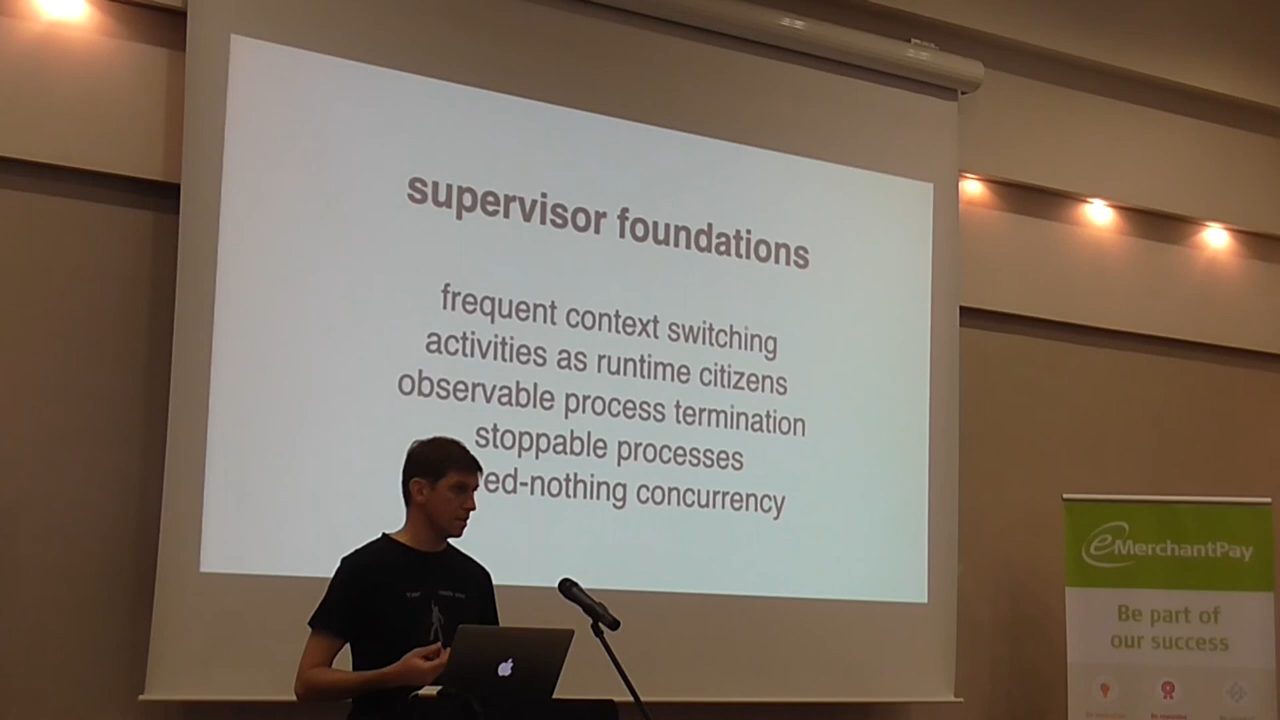 supervisor foundations
frequent context switching
activities as runtime citizens
observable process termination
stoppable processes
ed-nothing concurrency
eMerchantPay
Be part of
our success